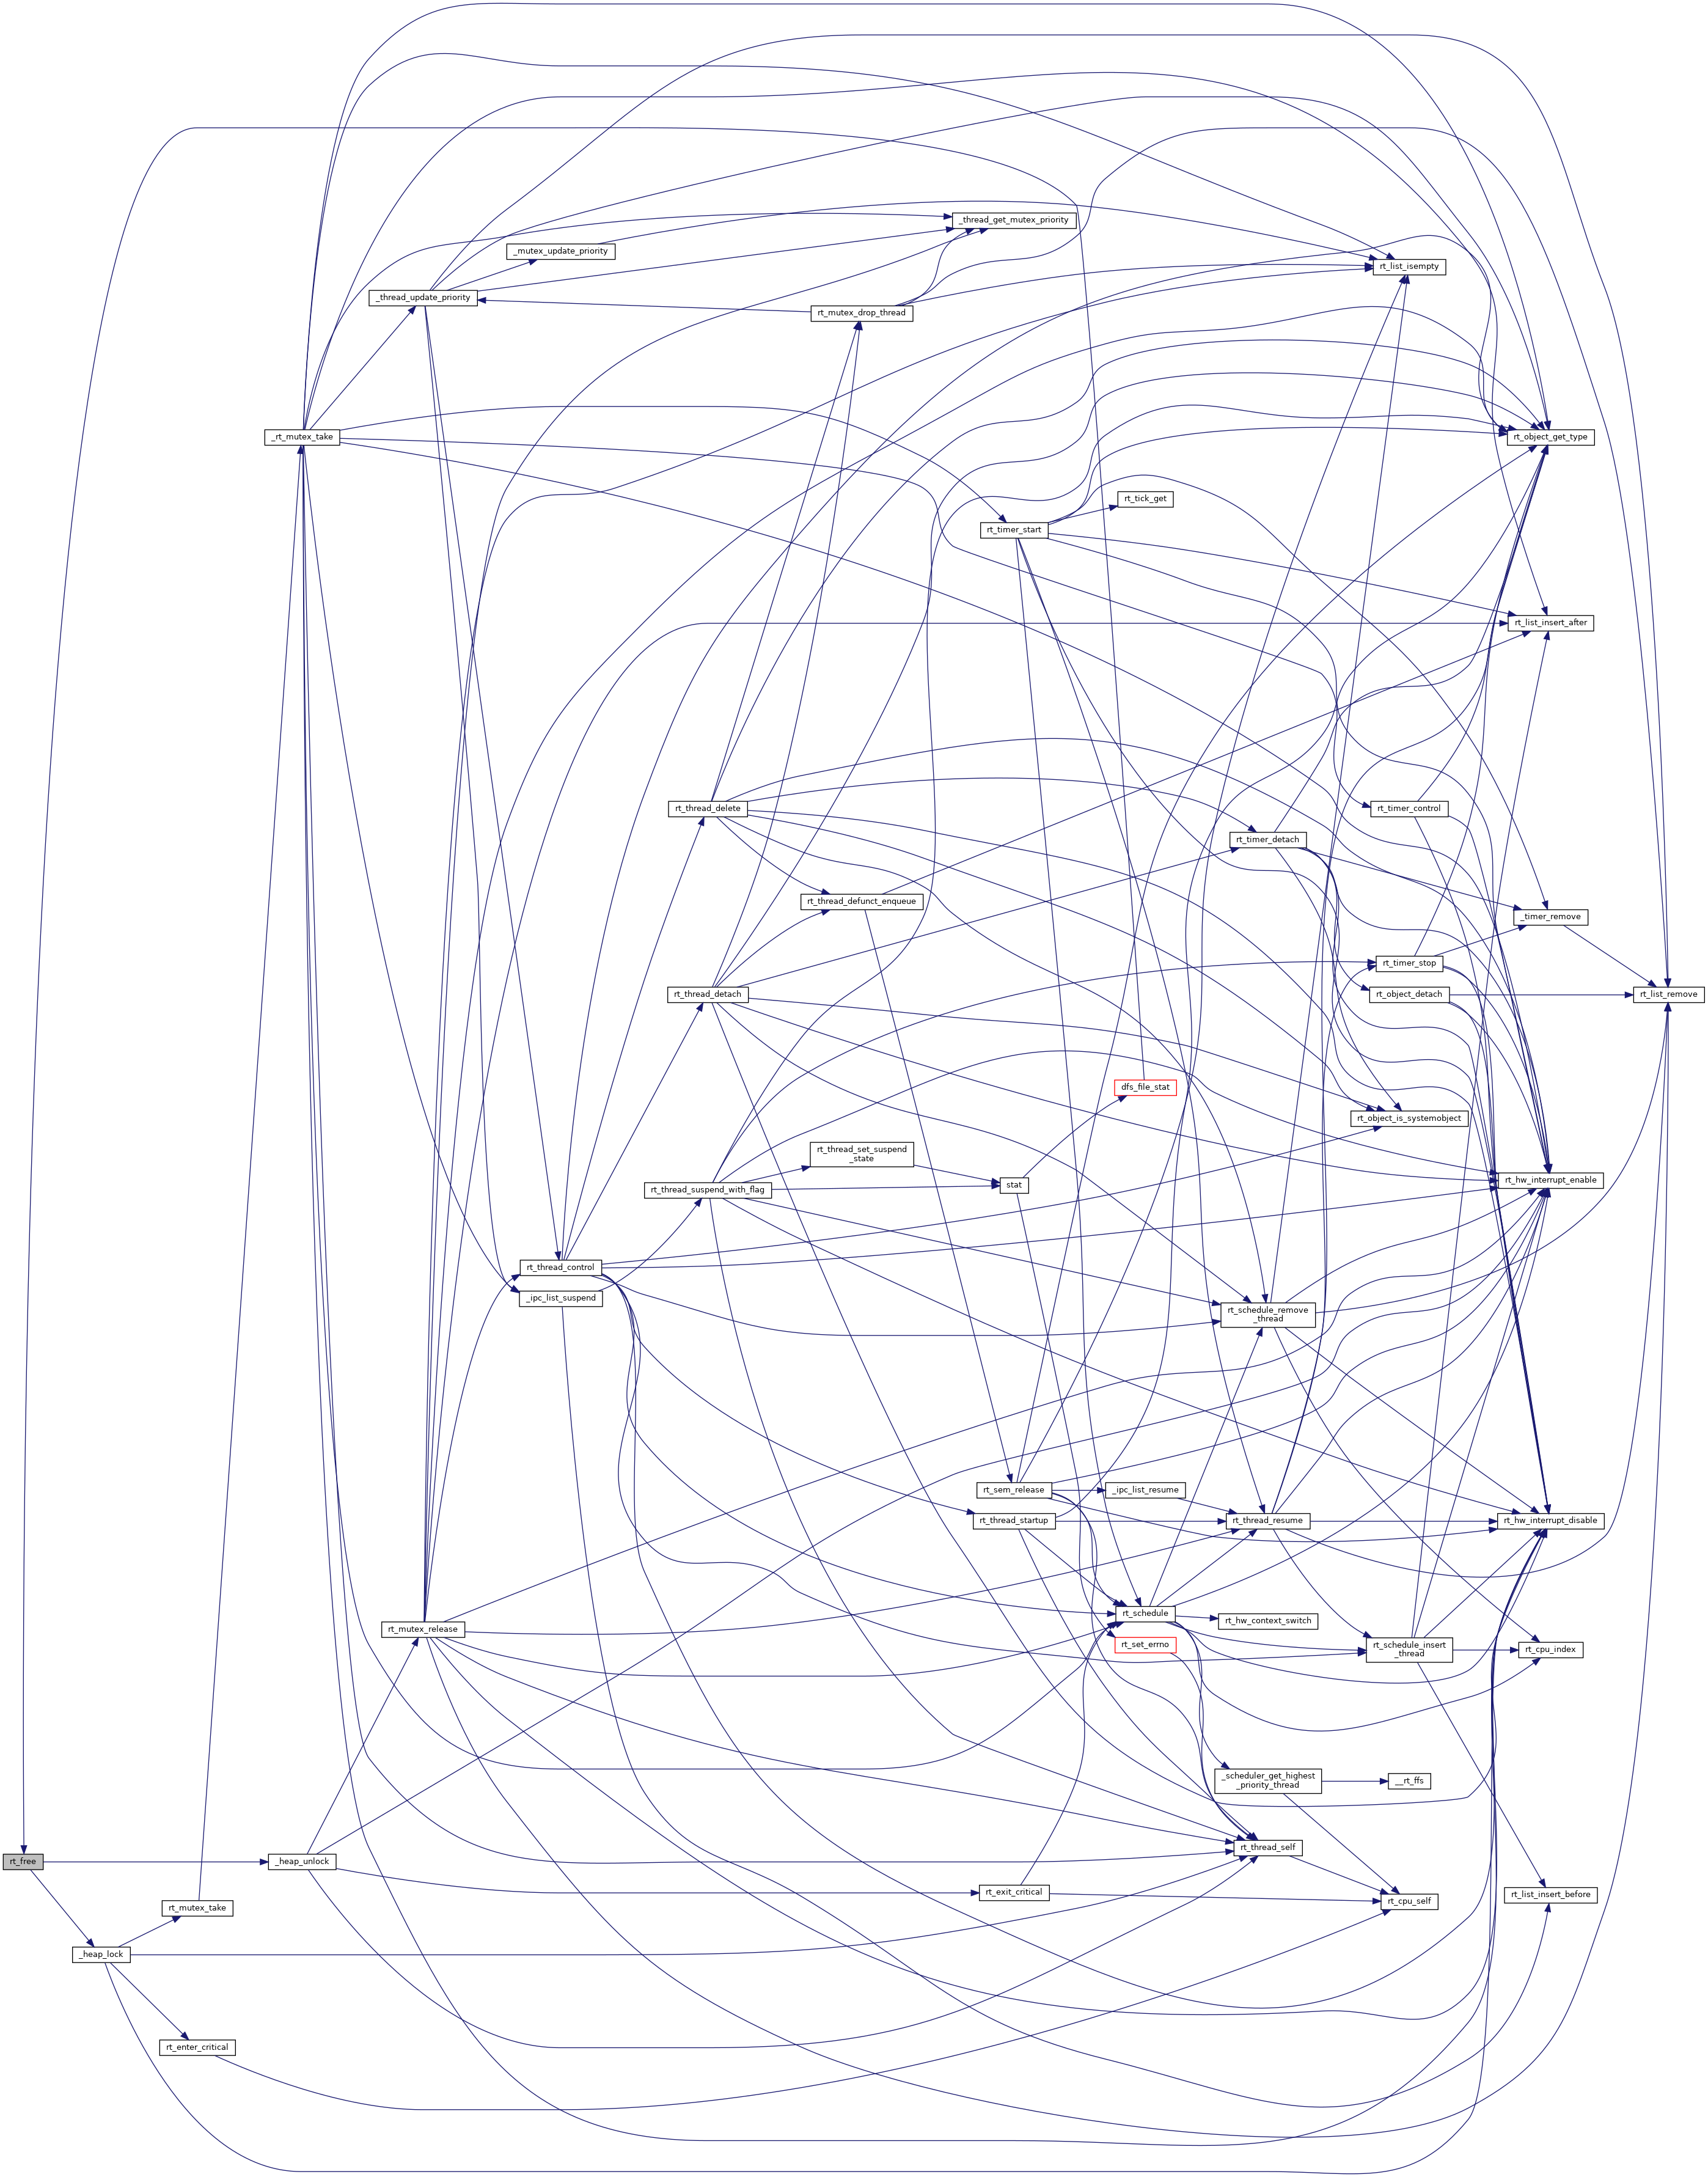 _thread_get_mutex_priority
_mutex_update_priority
rt_list_isempty
_thread_update_priority
rt_mutex_drop_thread
_rt_mutex_take
rt_object_get_type
rt_tick_get
rt_timer_start
rt_list_insert_after
rt_thread_delete
rt_timer_control
rt_timer_detach
rt_thread_defunct_enqueue
_timer_remove
rt_timer_stop
rt_thread_detach
rt_object_detach
rt_list_remove
dfs_file_stat
rt_object_is_systemobject
rt_thread_set_suspend
_state
rt_thread_suspend_with_flag
stat
rt_hw_interrupt_enable
rt_thread_control
_ipc_list_suspend
rt_schedule_remove
_thread
rt_sem_release
_ipc_list_resume
rt_thread_startup
rt_thread_resume
rt_hw_interrupt_disable
rt_schedule
rt_hw_context_switch
rt_mutex_release
rt_set_errno
rt_schedule_insert
_thread
rt_cpu_index
_scheduler_get_highest
_priority_thread
__rt_ffs
rt_free
_heap_unlock
rt_thread_self
rt_exit_critical
rt_cpu_self
rt_list_insert_before
rt_mutex_take
_heap_lock
rt_enter_critical